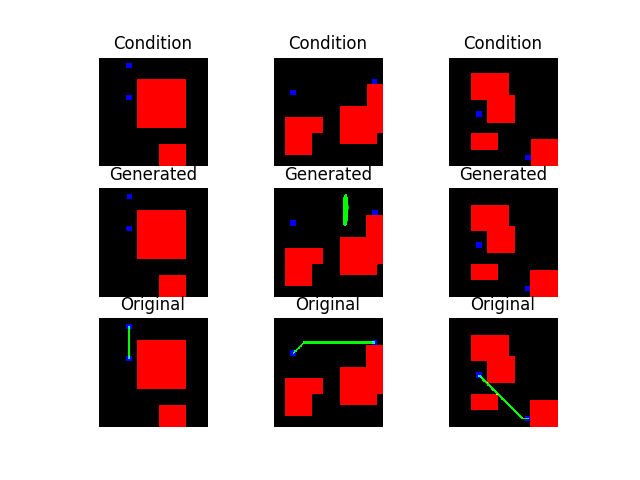 Condition Condition Condition
Generated Generated Generated
Original Original Original